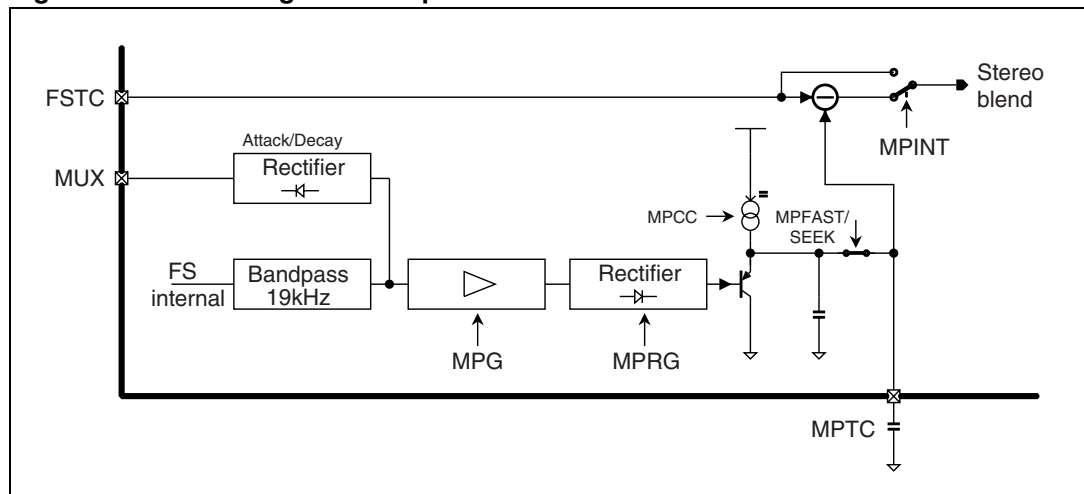 FSTC
Stereo
blend
MPINT
Attack/Decay
Rectifier
MUX
MPCC
MPFAST/
SEEK
FS
internal
Bandpass
19kHz
Rectifier
MPG
MPRG
MPTC